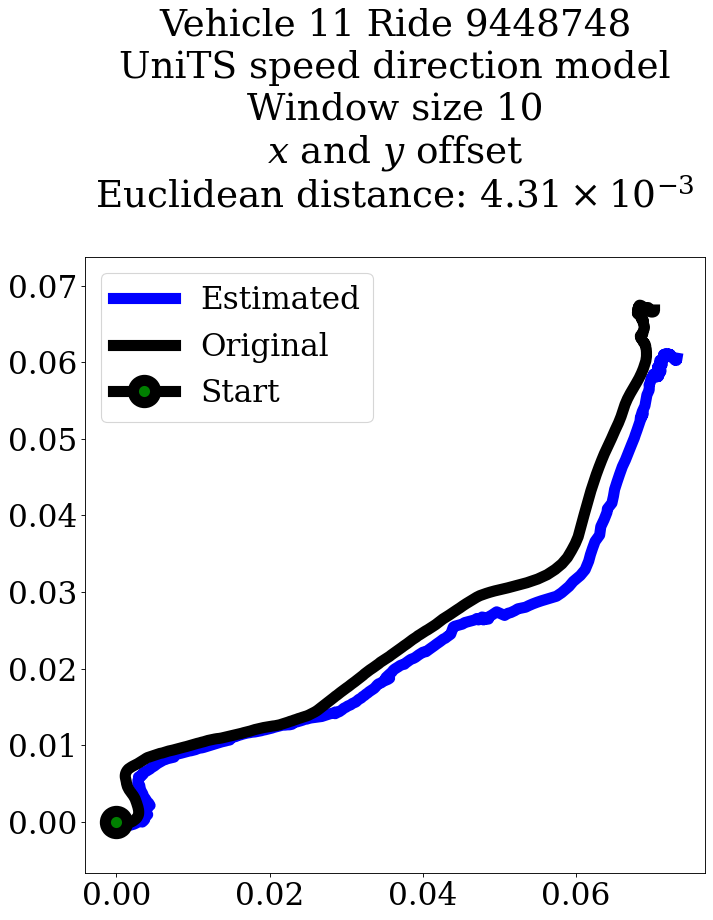 Vehicle 11 Ride 9448748
UniTS speed direction model
Window size 10
x and y offset
Euclidean distance: 4.31 × 10⁻³
Estimated
Original
Start
0.07
0.06
0.05
0.04
0.03
0.02
0.01
0.00
0.00 0.02 0.04 0.06